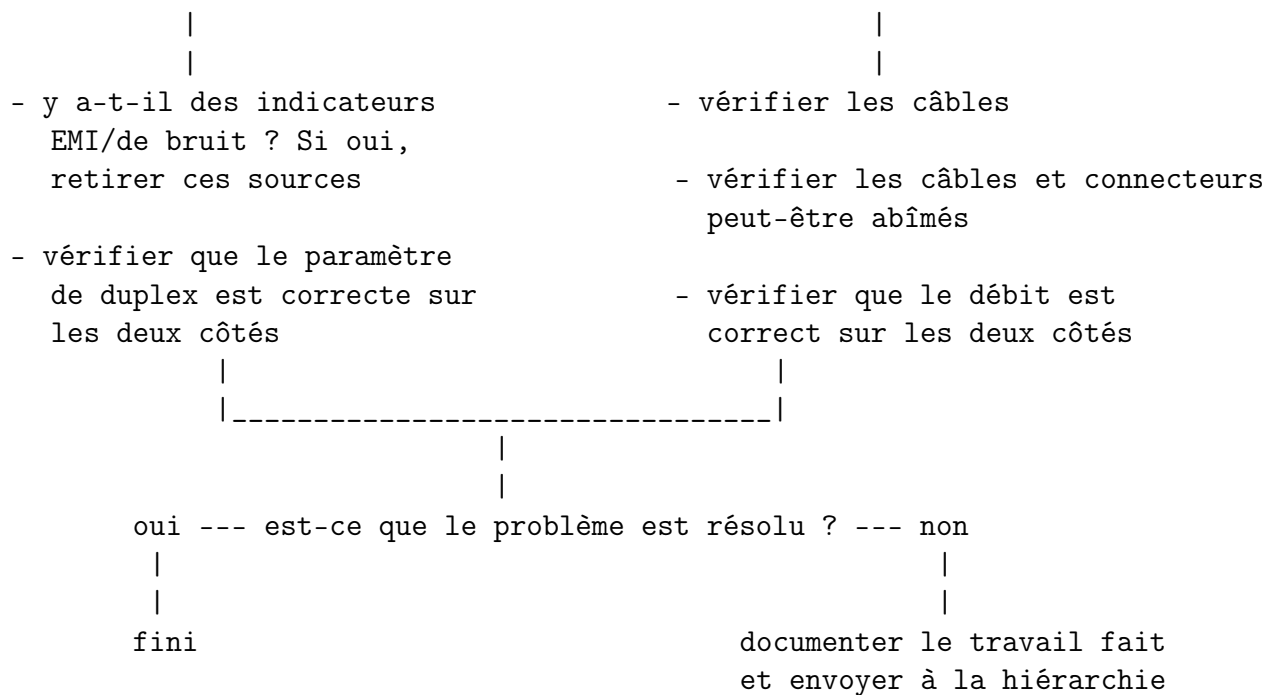 - y a-t-il des indicateurs
EMI/de bruit ? Si oui,
retirer ces sources
- vérifier que le paramètre
de duplex est correcte sur
les deux côtés
- vérifier les câbles
- vérifier les câbles et connecteurs
peut-être abîmés
- vérifier que le débit est
correct sur les deux côtés
oui --- est-ce que le problème est résolu ? --- non
fini
documenter le travail fait
et envoyer à la hiérarchie